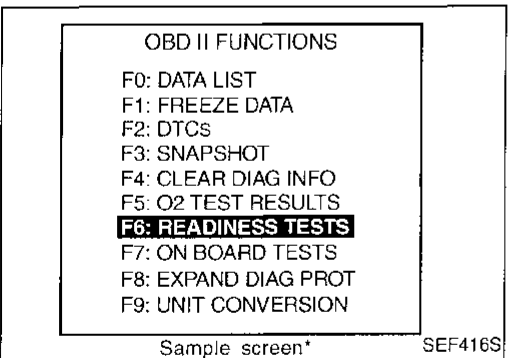 OBD II FUNCTIONS
F0: DATA LIST
F1: FREEZE DATA
F2: DTCs
F3: SNAPSHOT
F4: CLEAR DIAG INFO
F5: O2 TEST RESULTS
F6: READINESS TESTS
F7: ON BOARD TESTS
F8: EXPAND DIAG PROT
F9: UNIT CONVERSION
Sample screen*
SEF416S